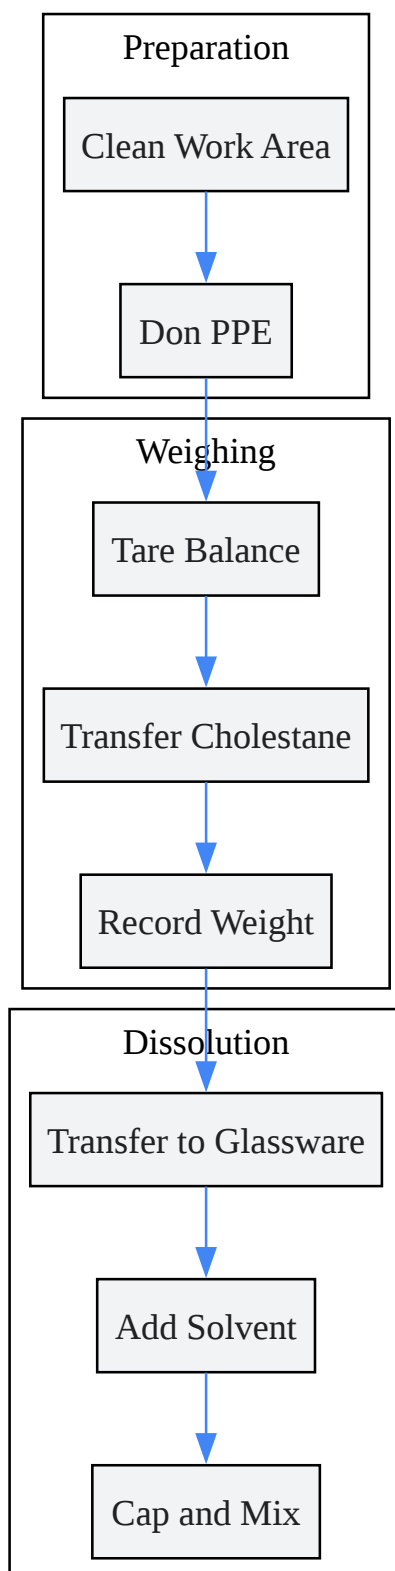 Preparation
Clean Work Area
Don PPE
Weighing
Tare Balance
Transfer Cholestane
Record Weight
Dissolution
Transfer to Glassware
Add Solvent
Cap and Mix